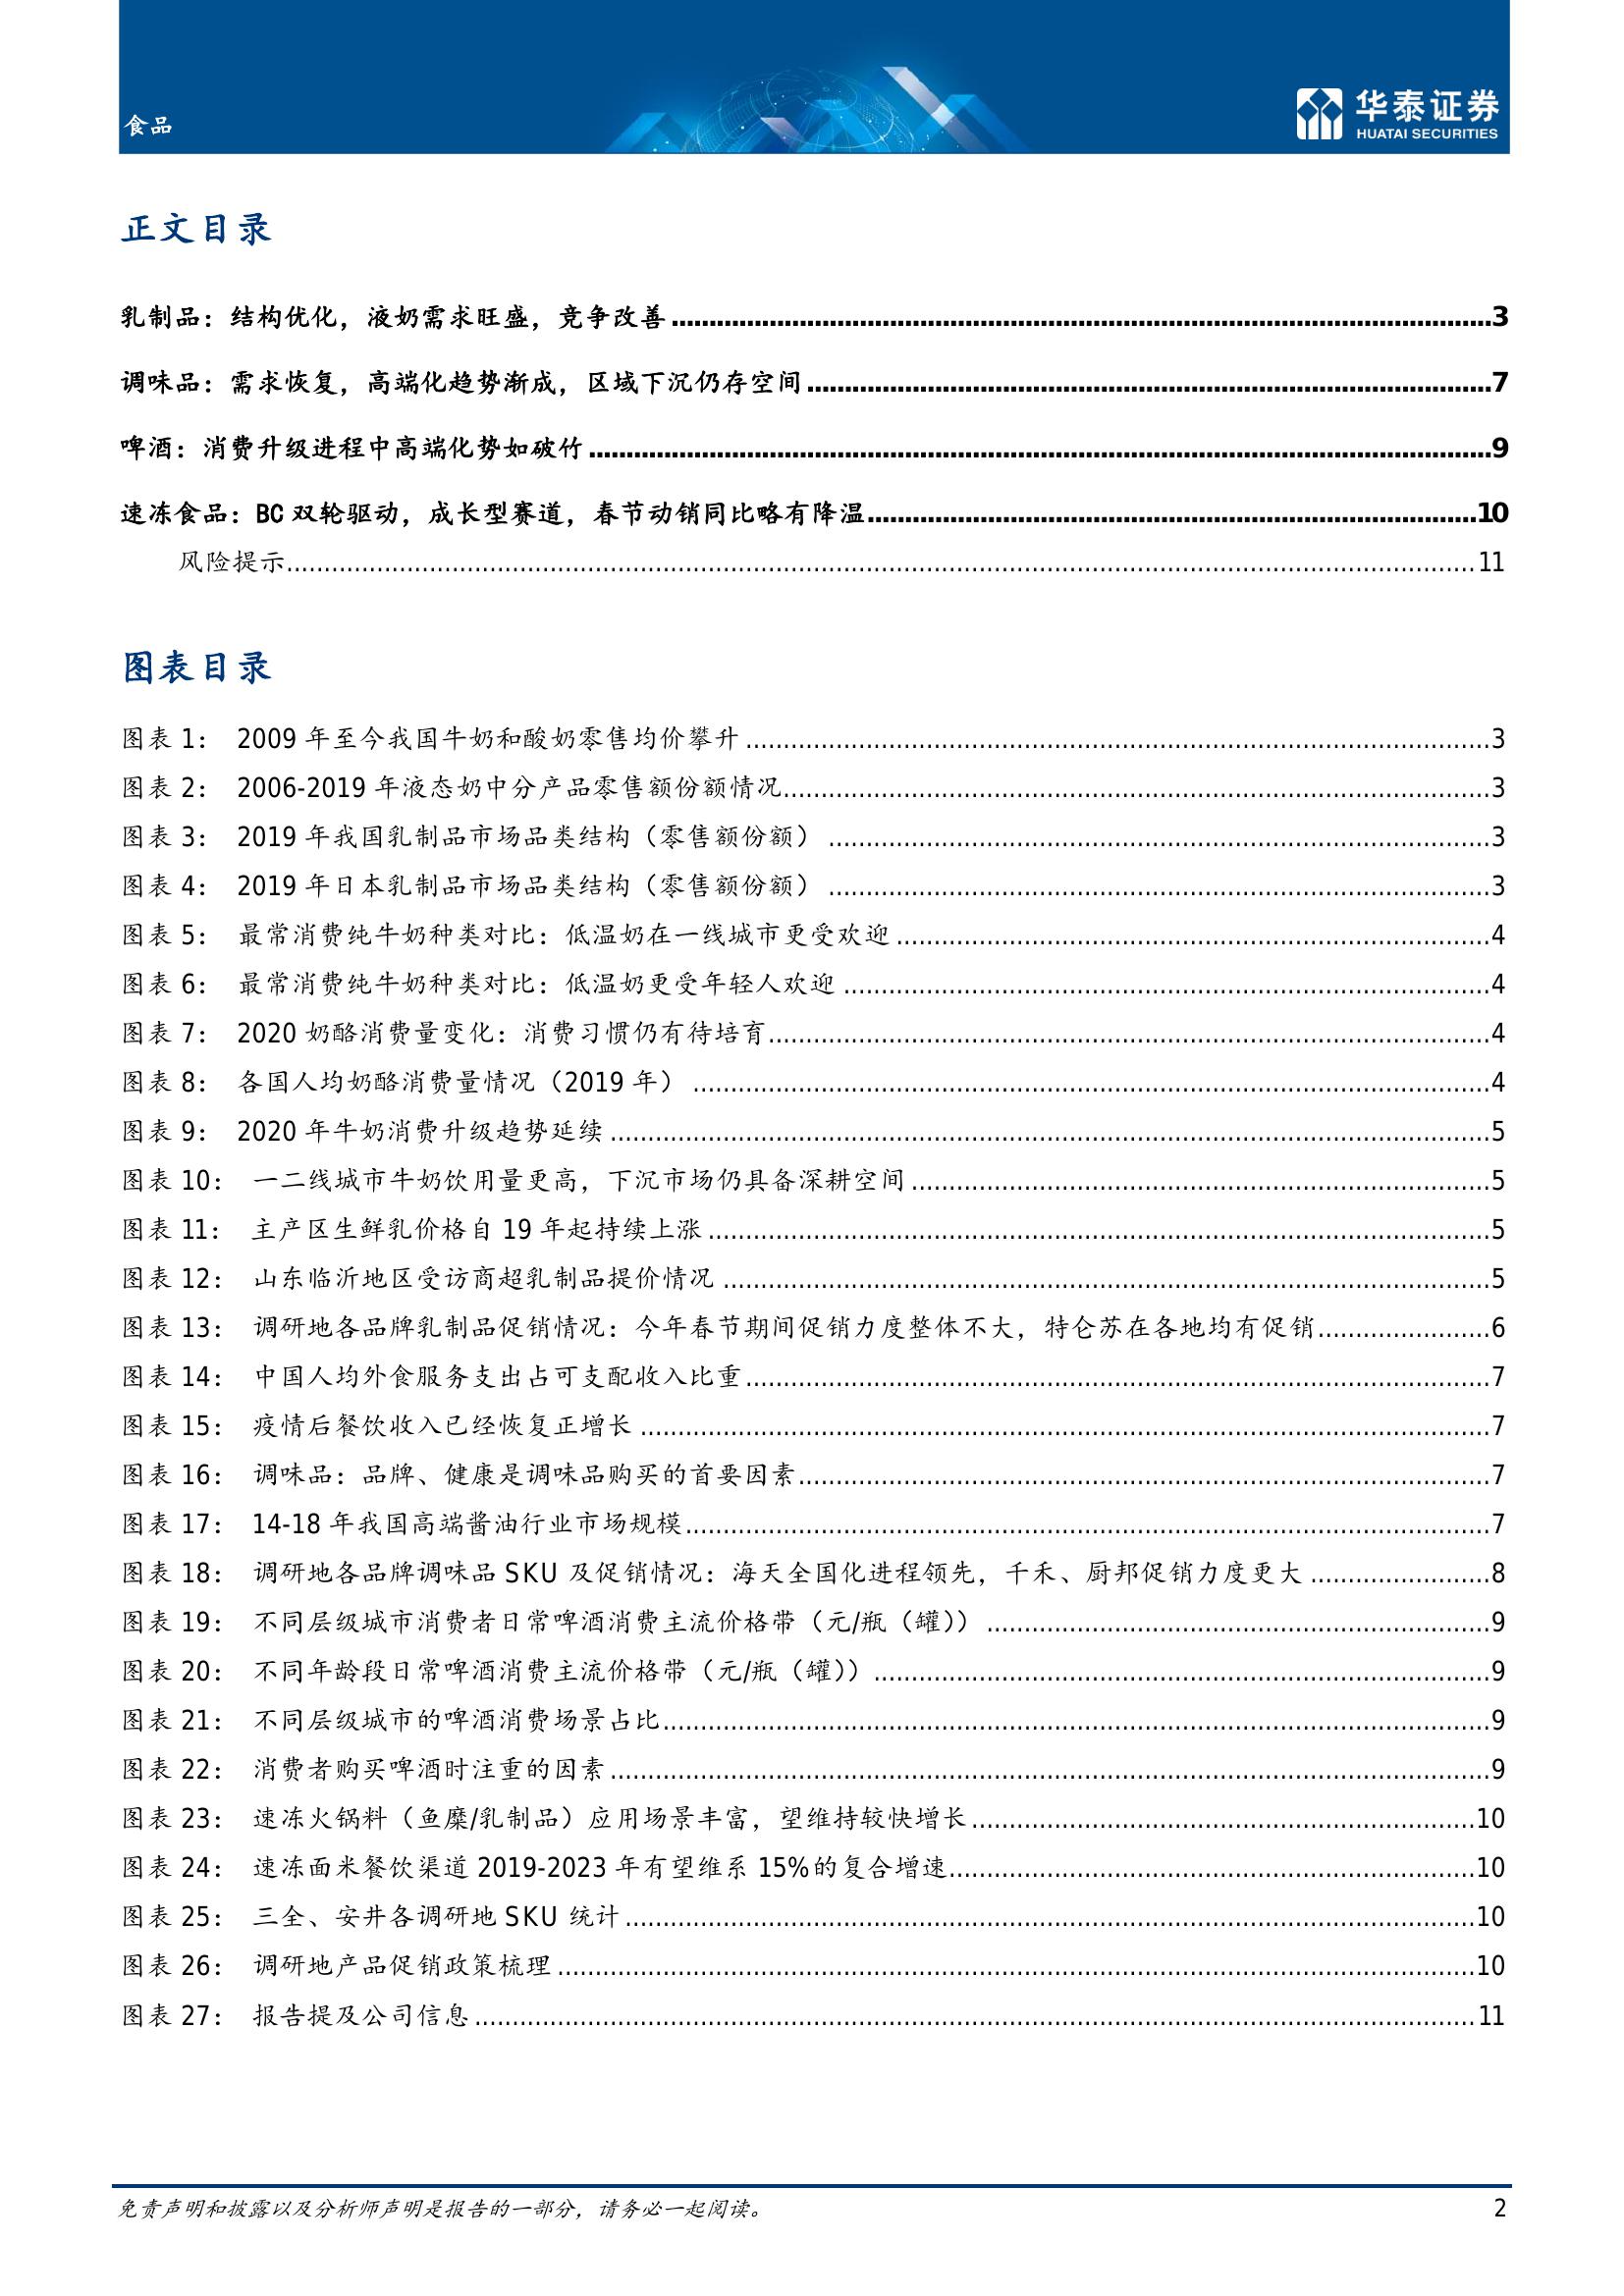 食品
华泰证券
HUATAI SECURITIES
正文目录
乳制品：结构优化，液奶需求旺盛，竞争改善 3
调味品：需求恢复，高端化趋势渐成，区域下沉仍存空间 7
啤酒：消费升级进程中高端化势如破竹 9
速冻食品：BC 双轮驱动，成长型赛道，春节动销同比略有降温 10
风险提示 11
图表目录
图表 1： 2009 年至今我国牛奶和酸奶零售均价攀升 3
图表 2： 2006-2019 年液态奶中分产品零售额份额情况 3
图表 3： 2019 年我国乳制品市场品类结构（零售额份额） 3
图表 4： 2019 年日本乳制品市场品类结构（零售额份额） 3
图表 5： 最常消费纯牛奶种类对比：低温奶在一线城市更受欢迎 4
图表 6： 最常消费纯牛奶种类对比：低温奶更受年轻人欢迎 4
图表 7： 2020 奶酪消费量变化：消费习惯仍有待培育 4
图表 8： 各国人均奶酪消费量情况（2019 年） 4
图表 9： 2020 年牛奶消费升级趋势延续 5
图表 10： 一二线城市牛奶饮用量更高，下沉市场仍具备深耕空间 5
图表 11： 主产区生鲜乳价格自 19 年起持续上涨 5
图表 12： 山东临沂地区受访商超乳制品提价情况 5
图表 13： 调研地各品牌乳制品促销情况：今年春节期间促销力度整体不大，特仑苏在各地均有促销 6
图表 14： 中国人均外食服务支出占可支配收入比重 7
图表 15： 疫情后餐饮收入已经恢复正增长 7
图表 16： 调味品：品牌、健康是调味品购买的首要因素 7
图表 17： 14-18 年我国高端酱油行业市场规模 7
图表 18： 调研地各品牌调味品 SKU 及促销情况：海天全国化进程领先，千禾、厨邦促销力度更大 8
图表 19： 不同层级城市消费者日常啤酒消费主流价格带（元/瓶（罐）） 9
图表 20： 不同年龄段日常啤酒消费主流价格带（元/瓶（罐）） 9
图表 21： 不同层级城市的啤酒消费场景占比 9
图表 22： 消费者购买啤酒时注重的因素 9
图表 23： 速冻火锅料（鱼糜/乳制品）应用场景丰富，望维持较快增长 10
图表 24： 速冻面米餐饮渠道 2019-2023 年有望维系 15%的复合增速 10
图表 25： 三全、安井各调研地 SKU 统计 10
图表 26： 调研地产品促销政策梳理 10
图表 27： 报告提及公司信息 11
免责声明和披露以及分析师声明是报告的一部分，请务必一起阅读。 2